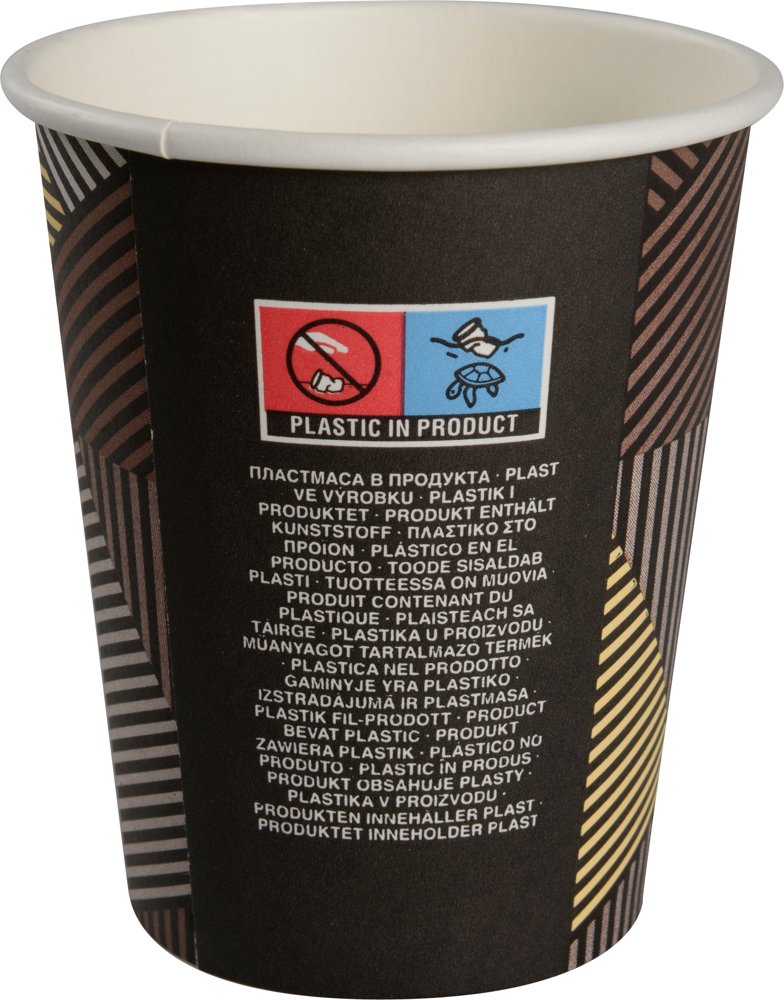 PLASTIC IN PRODUCT
ПЛАСТМАСА В ПРОДУКТА · PLAST
VE VÝROBKU · PLASTIK I
PRODUKTET · PRODUKT ENTHÄLT
KUNSTSTOFF · ΠΛΑΣΤΙΚΟ ΣΤΟ
ΠΡΟΪΟΝ · PLÁSTICO EN EL
PRODUCTO · TOODE SISALDAB
PLASTI · TUOTTEESSA ON MUOVIA ·
PRODUIT CONTENANT DU
PLASTIQUE · PLAISTEACH SA
TÁIRGE · PLASTIKA U PROIZVODU ·
MŰANYAGOT TARTALMAZÓ TERMÉK
· PLASTICA NEL PRODOTTO ·
GAMINYJE YRA PLASTIKO ·
IZSTRĀDĀJUMĀ IR PLASTMASA ·
PLASTIK FIL-PRODOTT · PRODUCT
BEVAT PLASTIC · PRODUKT
ZAWIERA PLASTIK · PLÁSTICO NO
PRODUTO · PLASTIC ÎN PRODUS ·
PRODUKT OBSAHUJE PLASTY ·
PLASTIKA V PROIZVODU ·
PRODUKTEN INNEHÅLLER PLAST ·
PRODUKTET INNEHOLDER PLAST